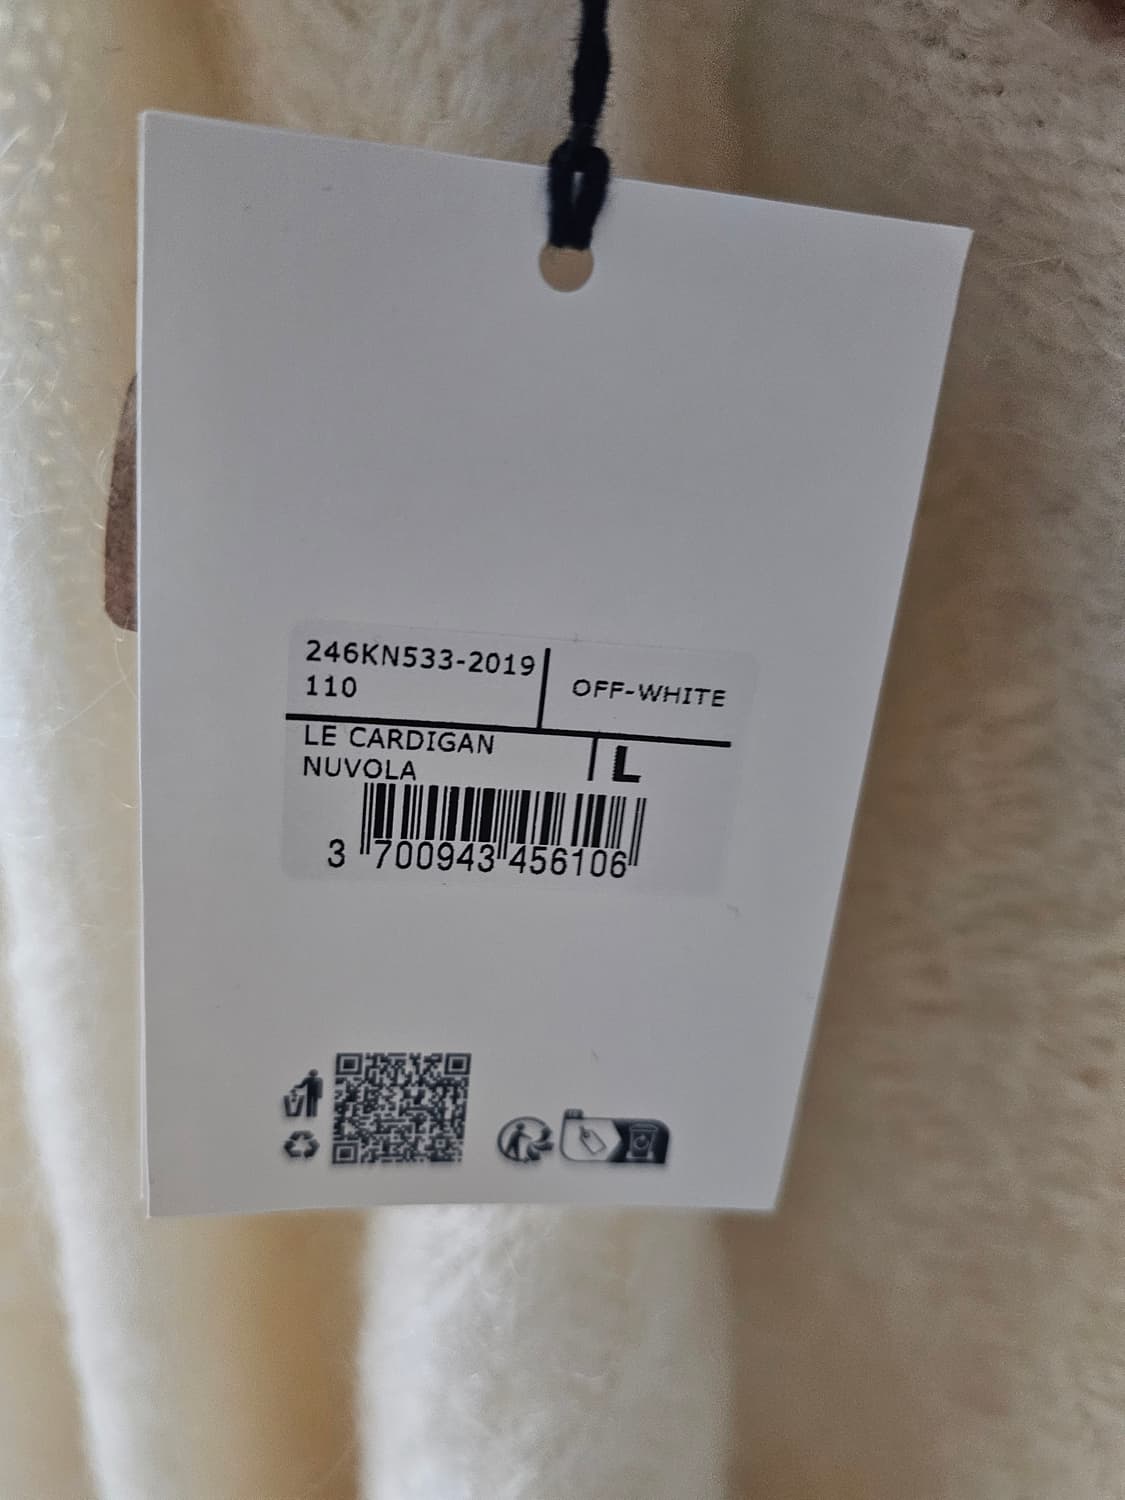 246KN533-2019
110
OFF-WHITE
LE CARDIGAN
NUVOLA
L
3 700943 456106